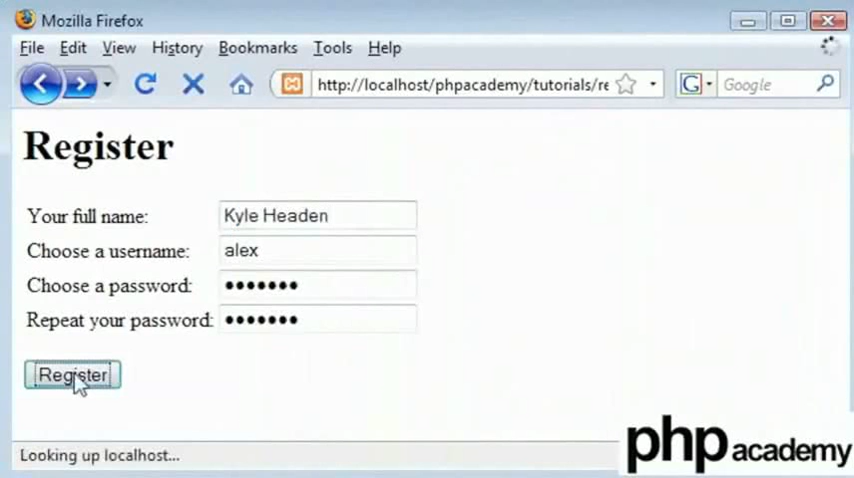 Mozilla Firefox
File Edit View History Bookmarks Tools Help
http://localhost/phpacademy/tutorials/re G Google
Register
Your full name: Kyle Headen
Choose a username: alex
Choose a password: •••••••
Repeat your password: •••••••
Register
Looking up localhost...
php academy